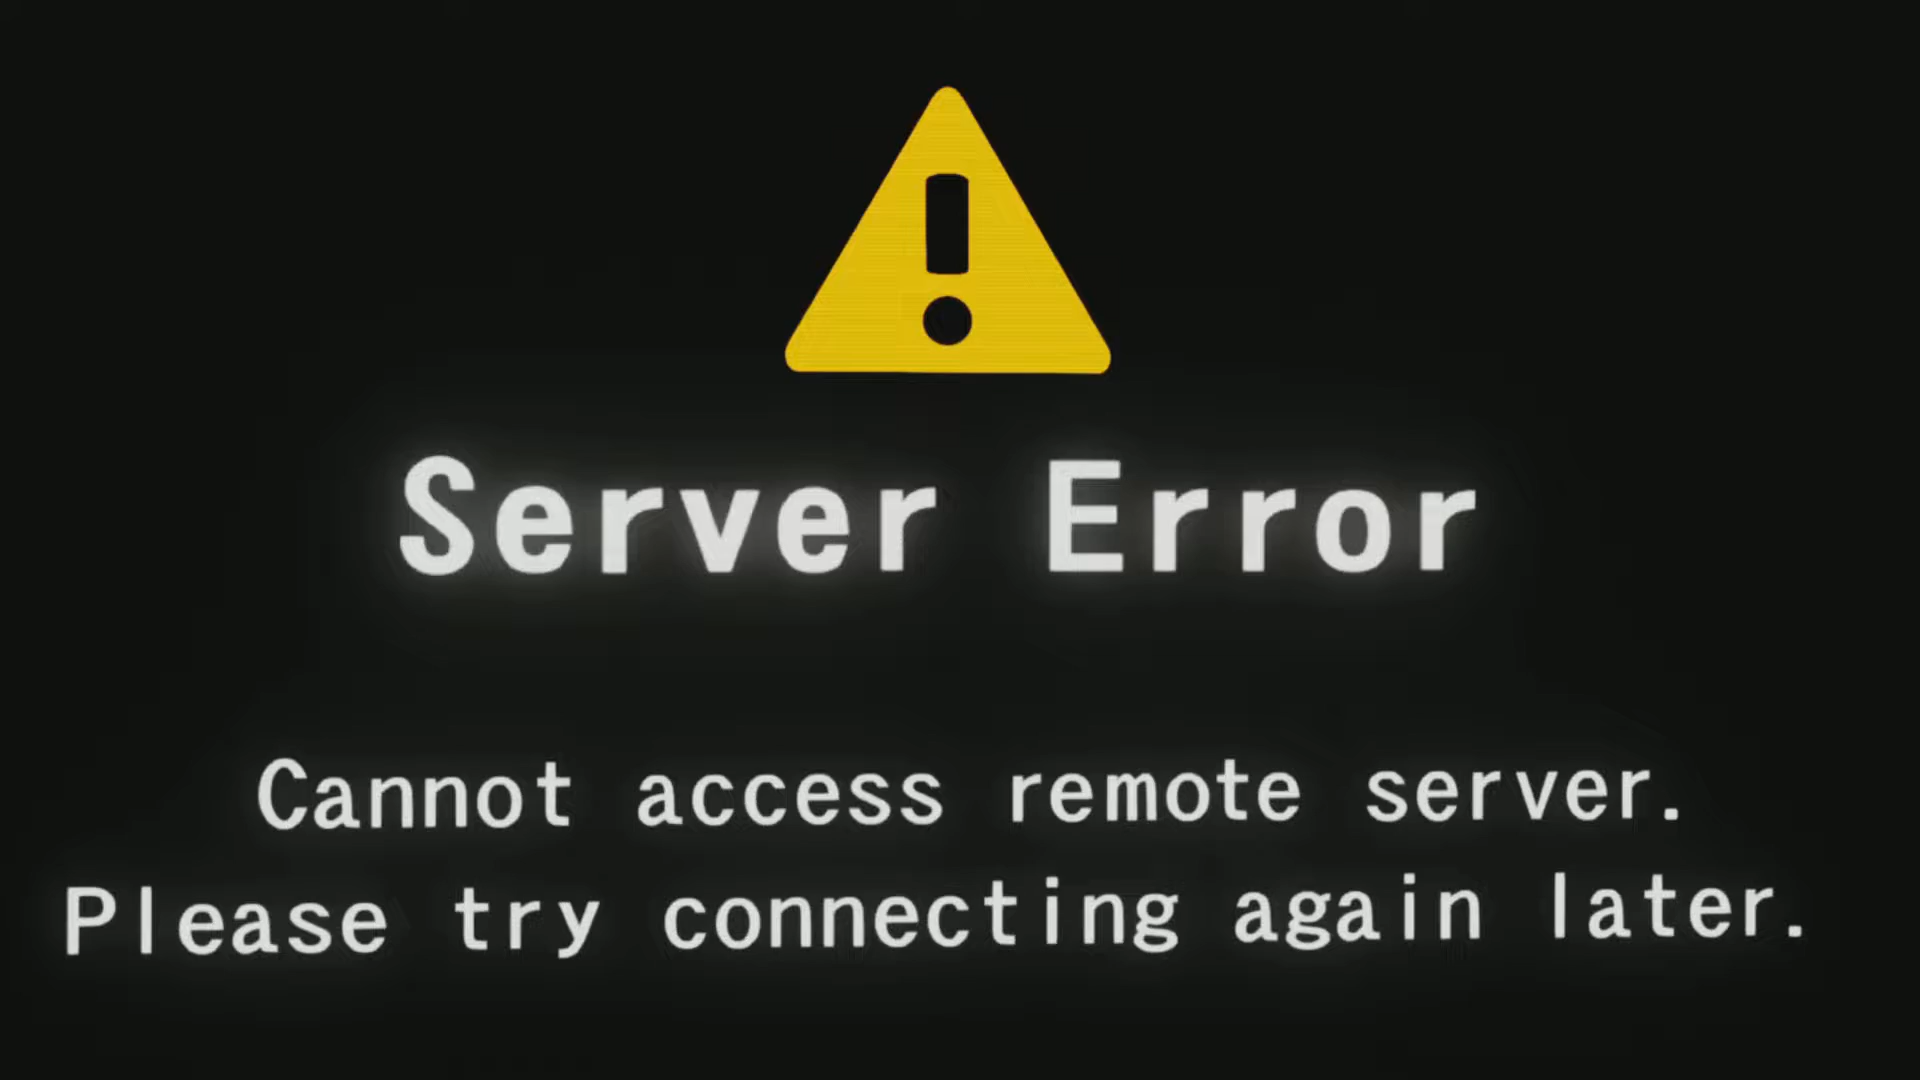 Server Error
Cannot access remote server.
Please try connecting again later.